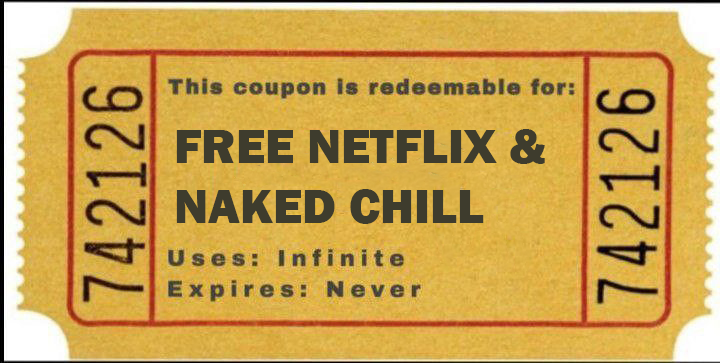 742126
This coupon is redeemable for:
FREE NETFLIX &
NAKED CHILL
Uses: Infinite
Expires: Never
742126